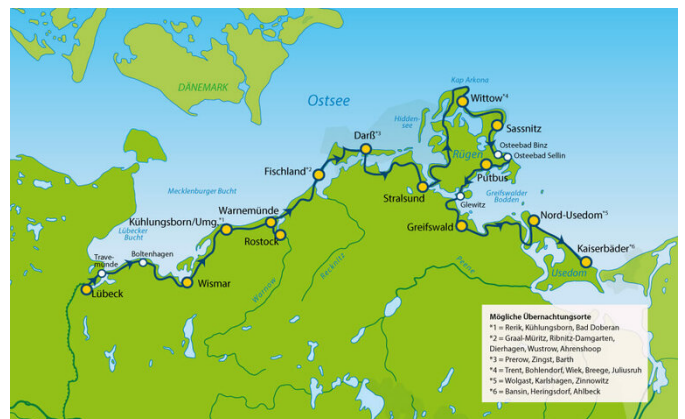 DÄNEMARK
Ostsee
Kap Arkona
Wittow*4
Hidden-
see
Sassnitz
Darß*3
Ostseebad Binz
Ostseebad Sellin
Rügen
Fischland*2
Putbus
Stralsund
Mecklenburger Bucht
Glewitz
Greifswalder
Bodden
Warnemünde
Nord-Usedom*5
Kühlungsborn/Umg.*1
Greifswald
Lübecker
Bucht
Rostock
Kaiserbäder*6
Trave-
münde
Boltenhagen
Recknitz
Peene
Usedom
Wismar
Warnow
Lübeck
Mögliche Übernachtungsorte
*1 = Rerik, Kühlungsborn, Bad Doberan
*2 = Graal-Müritz, Ribnitz-Damgarten,
Dierhagen, Wustrow, Ahrenshoop
*3 = Prerow, Zingst, Barth
*4 = Trent, Bohlendorf, Wiek, Breege, Juliusruh
*5 = Wolgast, Karlshagen, Zinnowitz
*6 = Bansin, Heringsdorf, Ahlbeck